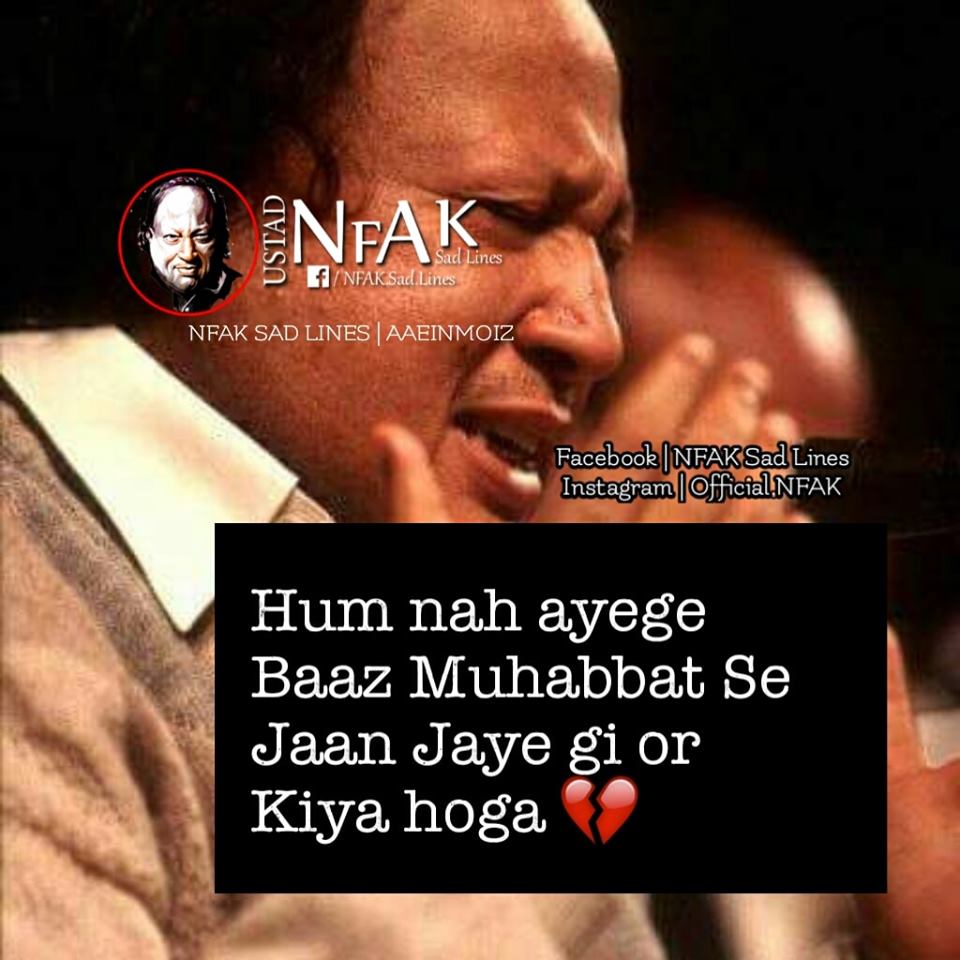 USTAD
NFAK
Sad Lines
f / NFAK.Sad.Lines
NFAK SAD LINES | AAEINMOIZ
Facebook | NFAK Sad Lines
Instagram | Official.NFAK
Hum nah ayege
Baaz Muhabbat Se
Jaan Jaye gi or
Kiya hoga 💔